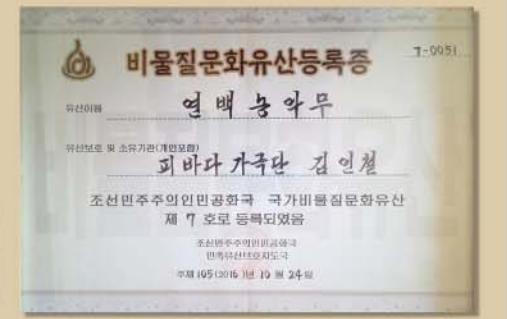 비물질문화유산등록증
ㄱ-0051
유산이름 연백농악무
유산보호 및 소유기관(개인포함)
피바다가극단 김인철
조선민주주의인민공화국 국가비물질문화유산
제 7 호로 등록되였음
조선민주주의인민공화국
민족유산보호지도국
주체 105(2016)년 10 월 24 일